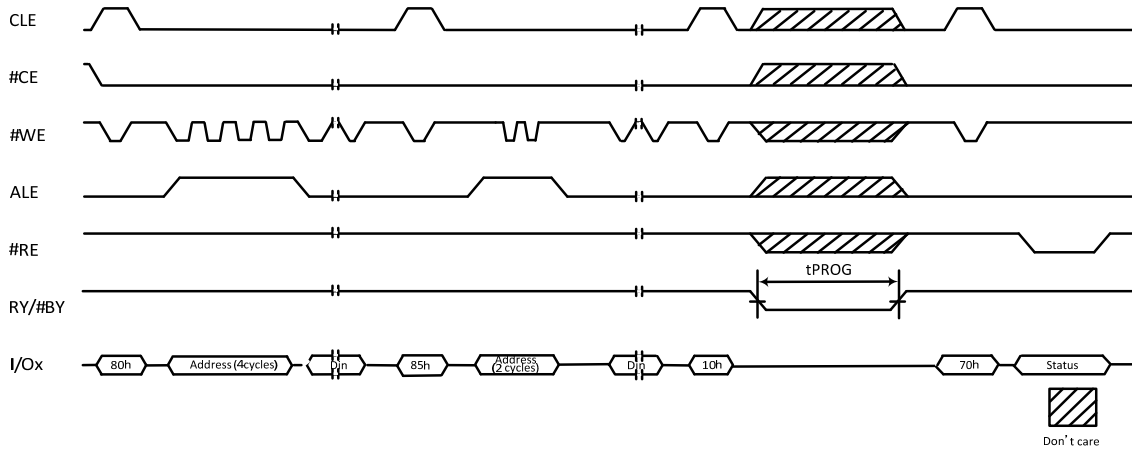 CLE
#CE
#WE
ALE
#RE
tPROG
RY/#BY
I/Ox
80h
Address (4cycles)
Din
85h
Address
(2 cycles)
Din
10h
70h
Status
Don't care